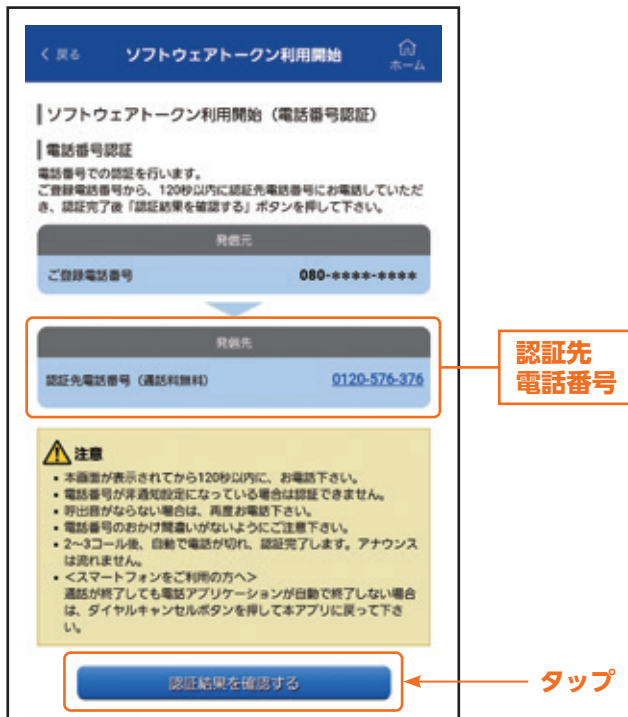 戻る ソフトウェアトークン利用開始 ホーム
ソフトウェアトークン利用開始（電話番号認証）
電話番号認証
電話番号での認証を行います。
ご登録電話番号から、120秒以内に認証先電話番号にお電話していただ
き、認証完了後「認証結果を確認する」ボタンを押して下さい。
発信元
ご登録電話番号 080-****-****
発信先
認証先電話番号（通話料無料） 0120-576-376
認証先
電話番号
注意
• 本画面が表示されてから120秒以内に、お電話下さい。
• 電話番号が非通知設定になっている場合は認証できません。
• 呼出音がならない場合は、再度お電話下さい。
• 電話番号のおかけ間違いがないようにご注意下さい。
• 2~3コール後、自動で電話が切れ、認証完了します。アナウンス
は流れません。
• <スマートフォンをご利用の方へ>
通話が終了しても電話アプリケーションが自動で終了しない場合
は、ダイヤルキャンセルボタンを押して本アプリに戻って下さ
い。
認証結果を確認する
タップ